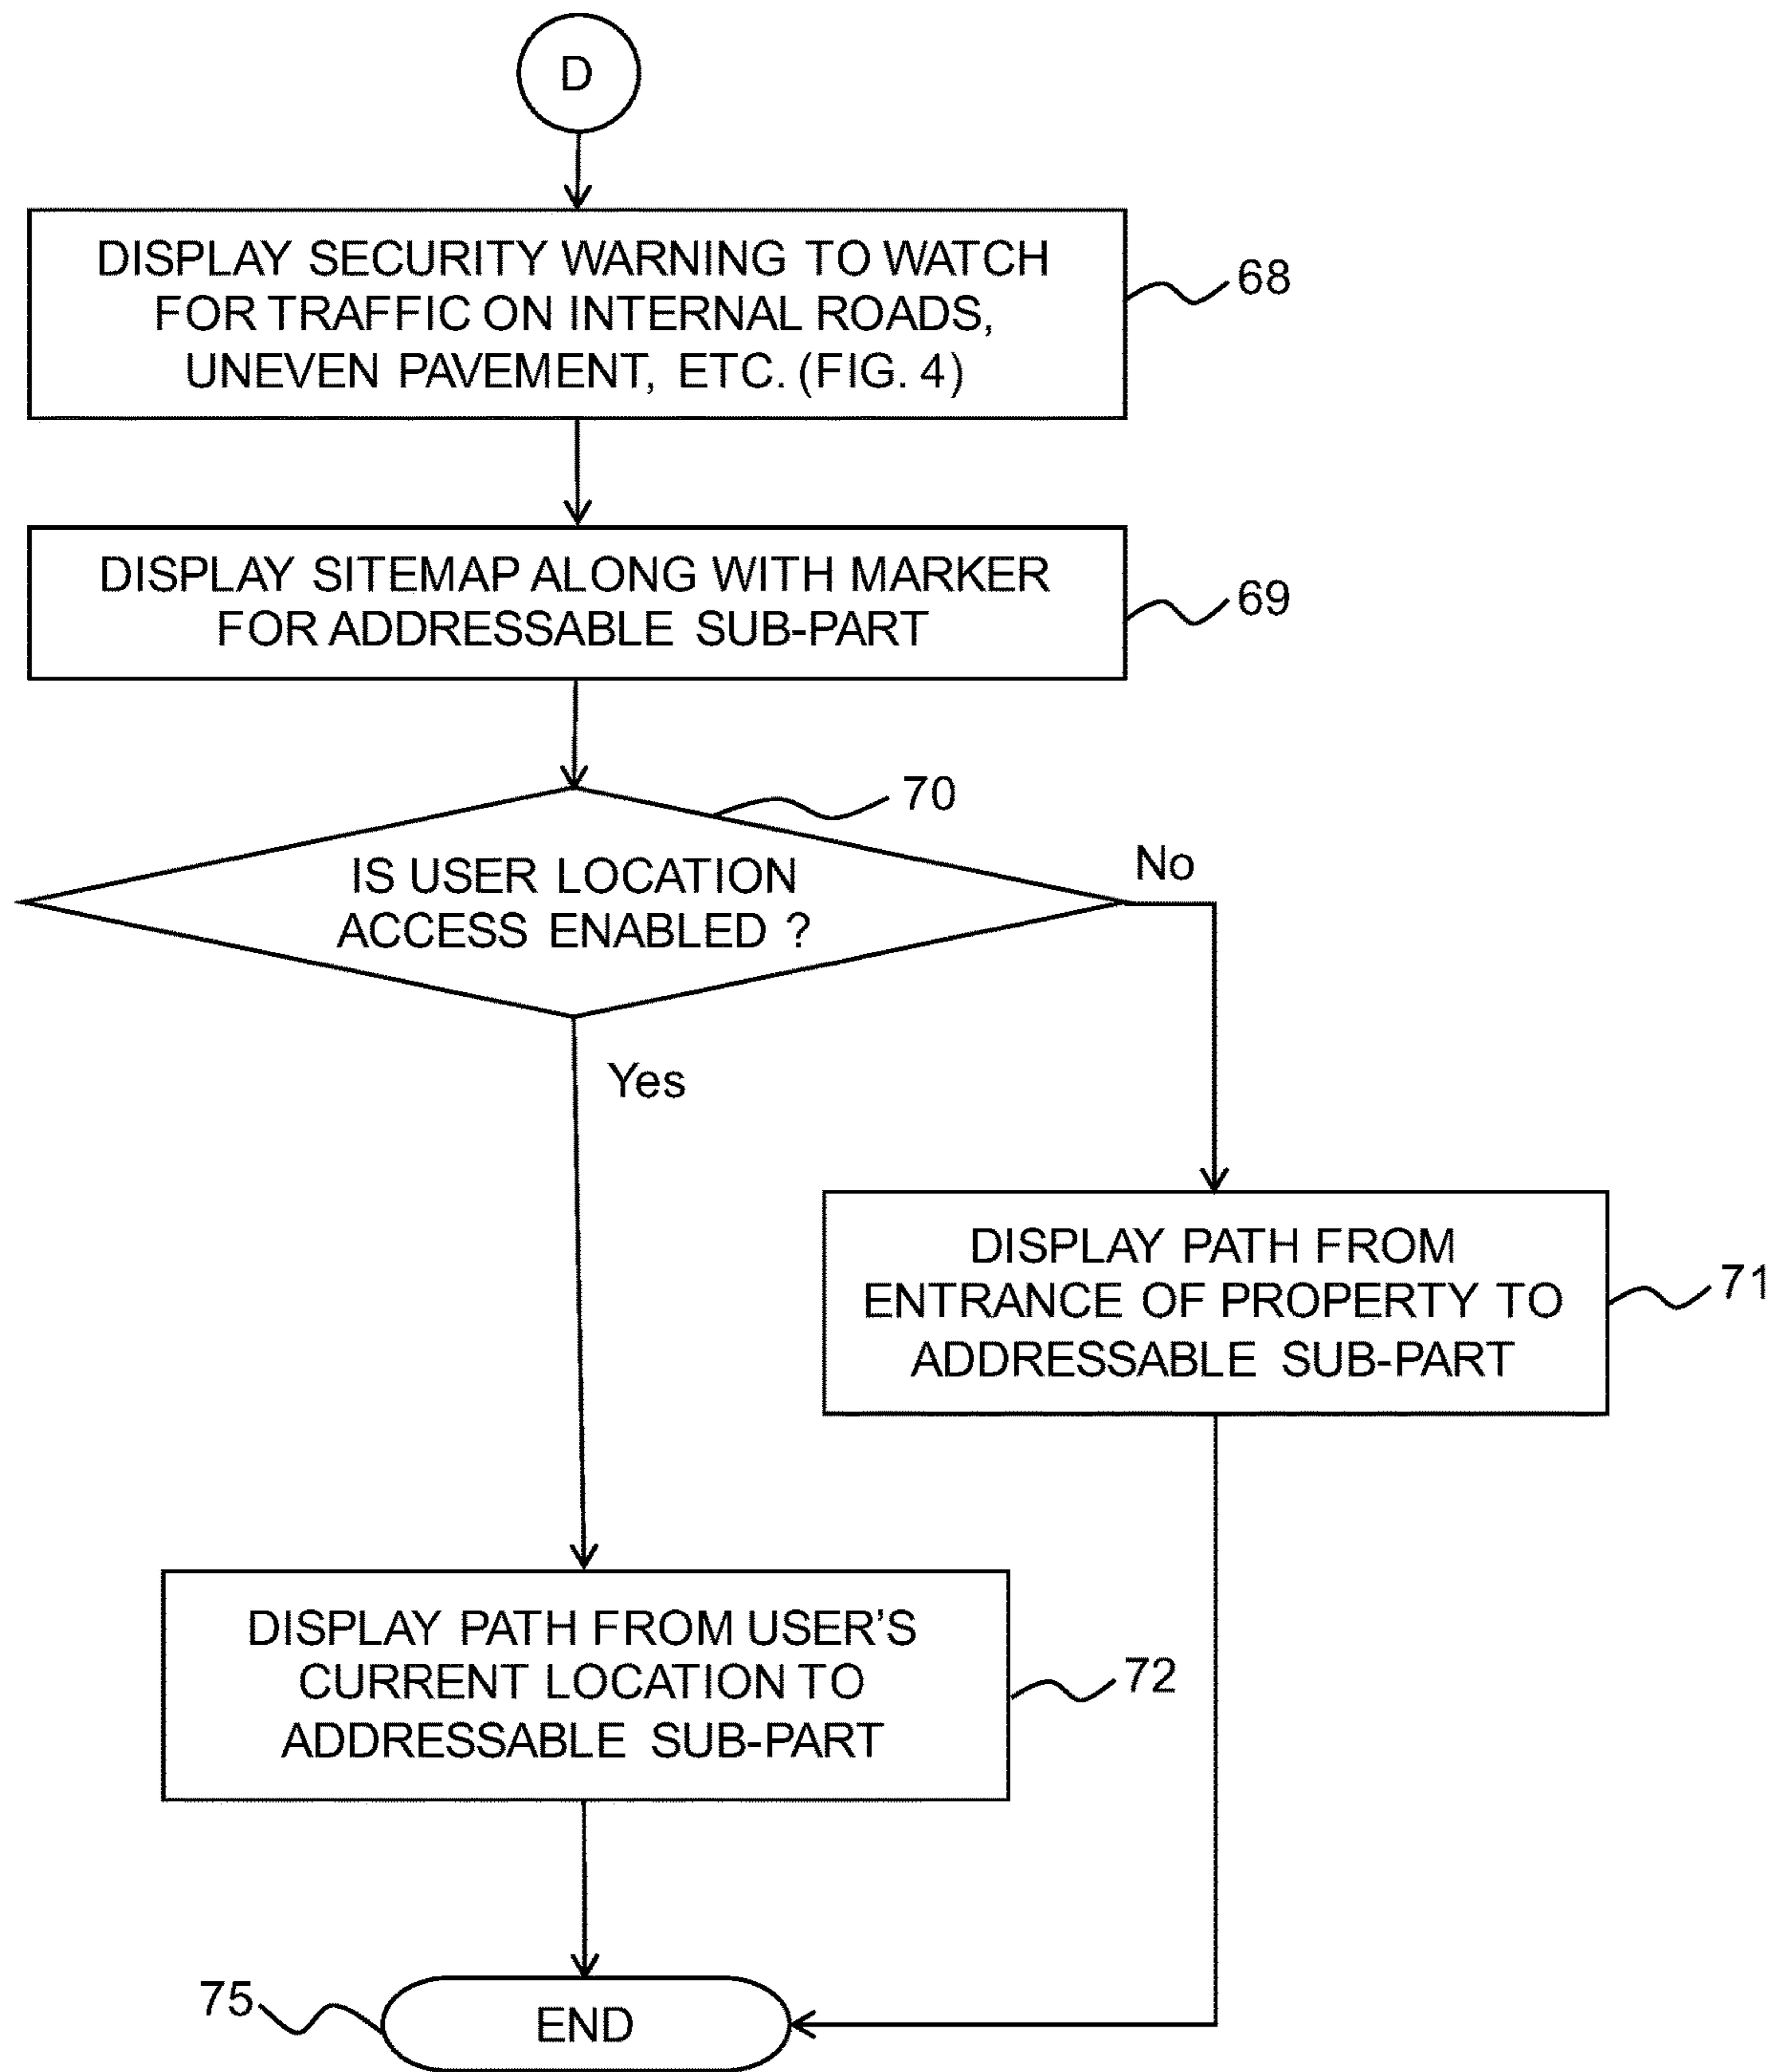 D
DISPLAY SECURITY WARNING TO WATCH
FOR TRAFFIC ON INTERNAL ROADS,
UNEVEN PAVEMENT, ETC. (FIG. 4)
68
DISPLAY SITEMAP ALONG WITH MARKER
FOR ADDRESSABLE SUB-PART
69
70
IS USER LOCATION
ACCESS ENABLED ?
No
Yes
DISPLAY PATH FROM
ENTRANCE OF PROPERTY TO
ADDRESSABLE SUB-PART
71
DISPLAY PATH FROM USER’S
CURRENT LOCATION TO
ADDRESSABLE SUB-PART
72
75
END